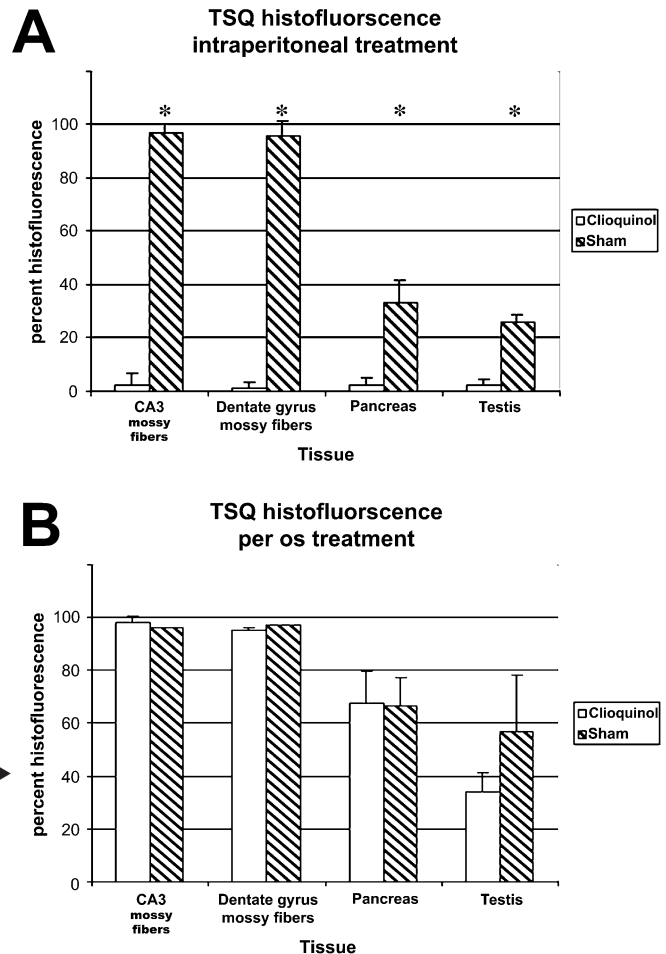 A
TSQ histofluorscence
intraperitoneal treatment
percent histofluorescence
100
80
60
40
20
0
*
*
*
*
CA3
mossy
fibers
Dentate gyrus
mossy fibers
Pancreas
Testis
Tissue
Clioquinol
Sham
B
TSQ histofluorscence
per os treatment
percent histofluorescence
100
80
60
40
20
0
CA3
mossy
fibers
Dentate gyrus
mossy fibers
Pancreas
Testis
Tissue
Clioquinol
Sham